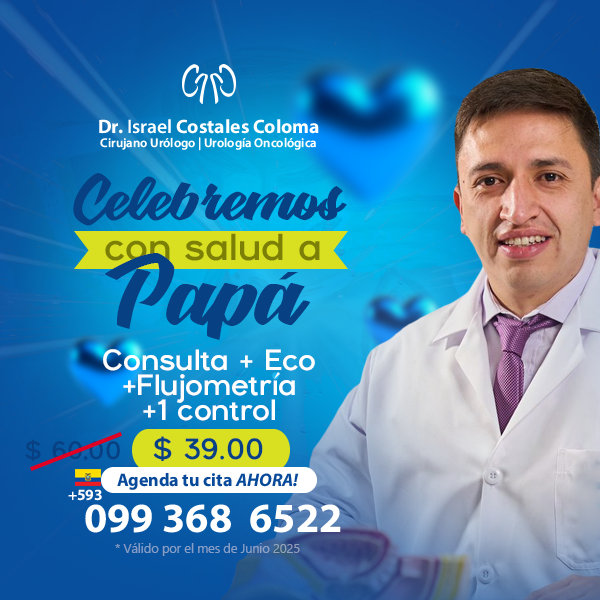 Dr. Israel Costales Coloma
Cirujano Urólogo | Urología Oncológica
Celebremos
con salud a
Papá
Consulta + Eco
+Flujometría
+1 control
$ 60.00 $ 39.00
Agenda tu cita AHORA!
+593
099 368 6522
* Válido por el mes de Junio 2025